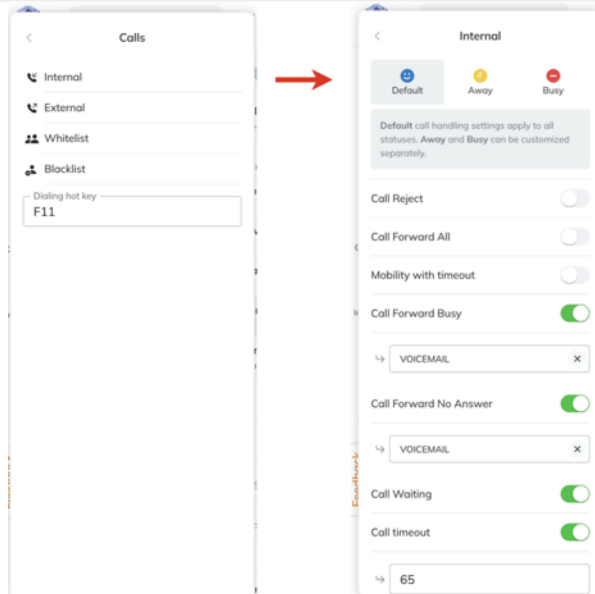 Calls
Internal
External
Whitelist
Blacklist
Dialing hot key
F11
Internal
Default Away Busy
Default call handling settings apply to all
statuses. Away and Busy can be customized
separately.
Call Reject
Call Forward All
Mobility with timeout
Call Forward Busy
VOICEMAIL
Call Forward No Answer
VOICEMAIL
Call Waiting
Call timeout
65
Feedback